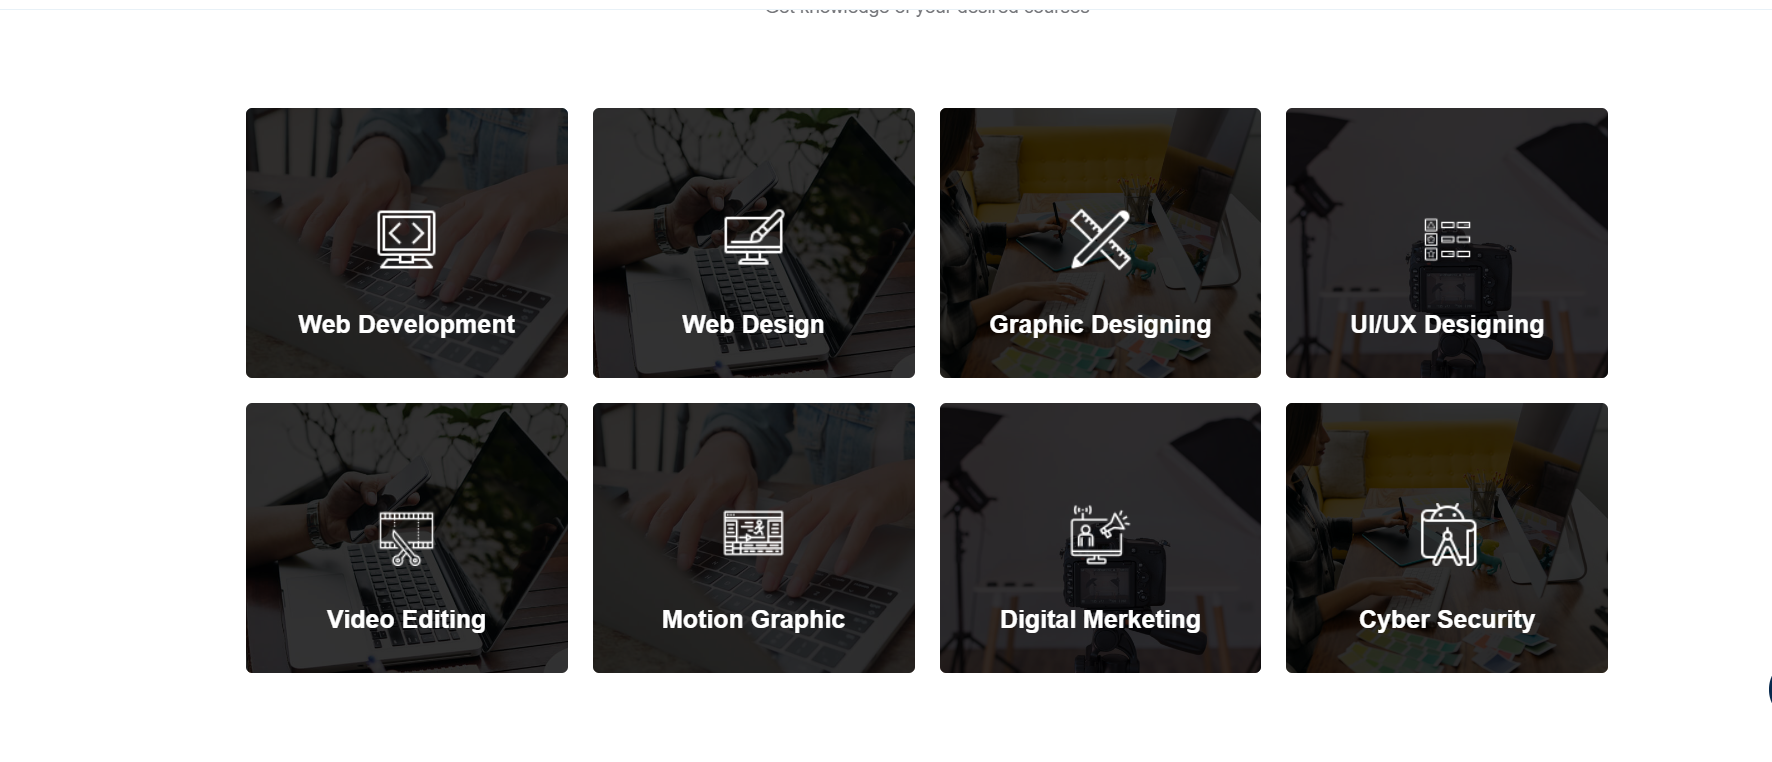 Get knowledge of your desired courses
Web Development
Web Design
Graphic Designing
UI/UX Designing
Video Editing
Motion Graphic
Digital Merketing
Cyber Security